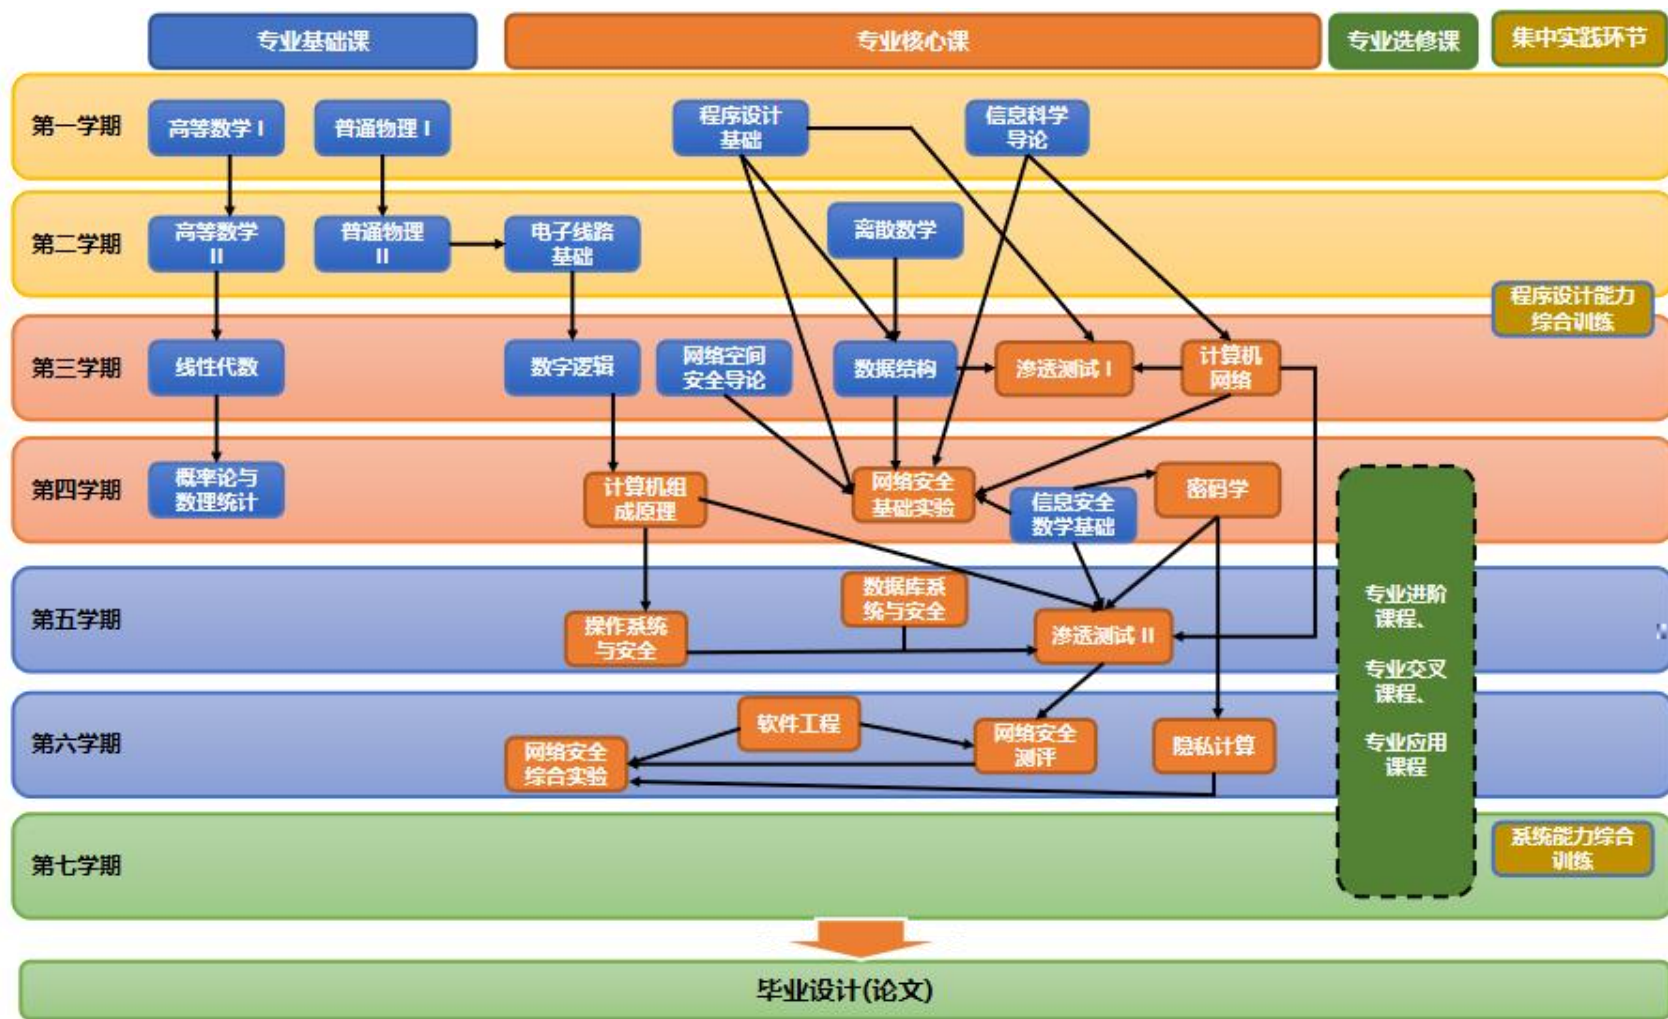 专业基础课
专业核心课
专业选修课
集中实践环节
第一学期
高等数学 I
普通物理 I
程序设计
基础
信息科学
导论
第二学期
高等数学
II
普通物理
II
电子线路
基础
离散数学
程序设计能力
综合训练
第三学期
线性代数
数字逻辑
网络空间
安全导论
数据结构
渗透测试 I
计算机
网络
第四学期
概率论与
数理统计
计算机组
成原理
网络安全
基础实验
信息安全
数学基础
密码学
第五学期
操作系统
与安全
数据库系
统与安全
渗透测试 II
专业进阶
课程、
专业交叉
课程、
专业应用
课程
第六学期
网络安全
综合实验
软件工程
网络安全
测评
隐私计算
第七学期
系统能力综合
训练
毕业设计(论文)